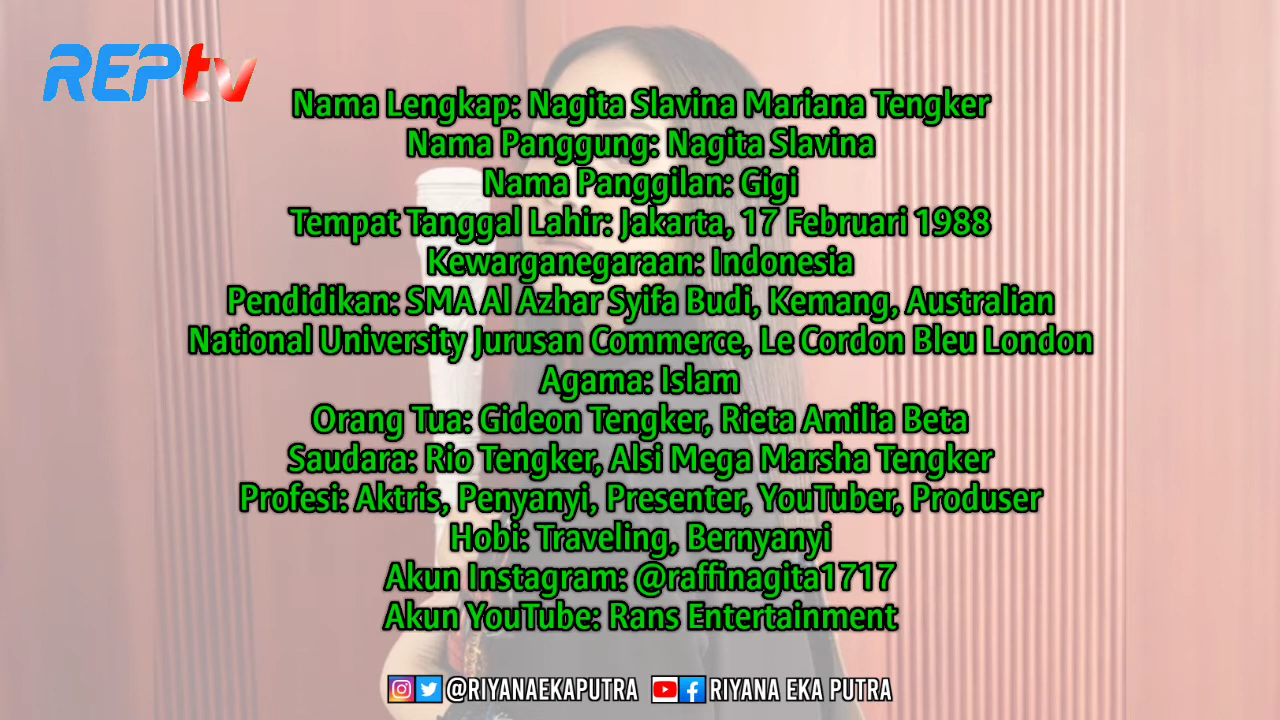 REPtv
Nama Lengkap: Nagita Slavina Mariana Tengker
Nama Panggung: Nagita Slavina
Nama Panggilan: Gigi
Tempat Tanggal Lahir: Jakarta, 17 Februari 1988
Kewarganegaraan: Indonesia
Pendidikan: SMA Al Azhar Syifa Budi, Kemang, Australian
National University Jurusan Commerce, Le Cordon Bleu London
Agama: Islam
Orang Tua: Gideon Tengker, Rieta Amilia Beta
Saudara: Rio Tengker, Alsi Mega Marsha Tengker
Profesi: Aktris, Penyanyi, Presenter, YouTuber, Produser
Hobi: Traveling, Bernyanyi
Akun Instagram: @raffinagita1717
Akun YouTube: Rans Entertainment
@RIYANAEKAPUTRA RIYANA EKA PUTRA